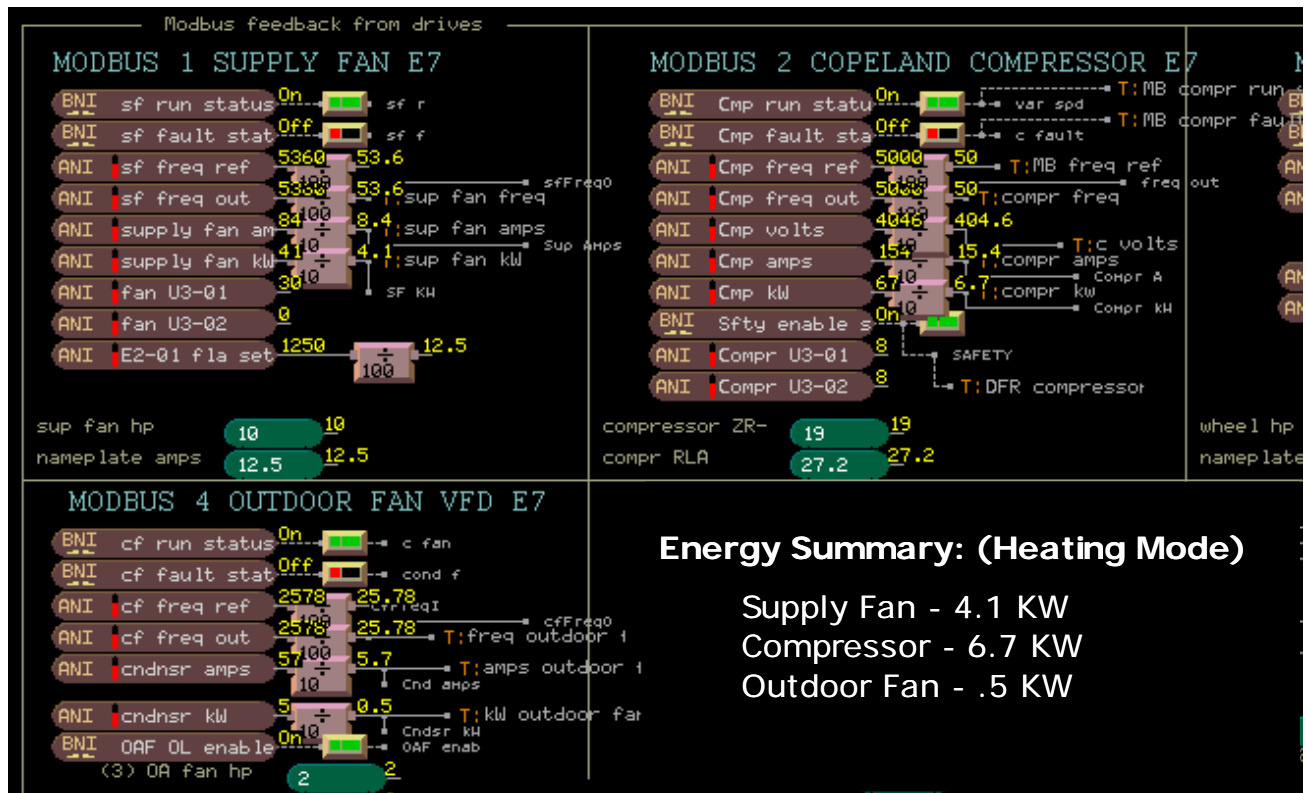 Modbus feedback from drives
MODBUS 1 SUPPLY FAN E7
BNI sf run status On sf r
BNI sf fault stat Off sf f
ANI sf freq ref 5360 ÷ 100 53.6
sfFreqO
ANI sf freq out ÷ 100 53.6 T:sup fan freq
ANI supply fan am 84 ÷ 10 8.4 T:sup fan amps
Sup Amps
ANI supply fan kW 41 ÷ 10 4.1 T:sup fan kW
ANI fan U3-01 30 SF KW
ANI fan U3-02 0
ANI E2-01 fla set 1250 ÷ 100 12.5
sup fan hp 10 10
nameplate amps 12.5 12.5
MODBUS 2 COPELAND COMPRESSOR E7
T:MB compr run
BNI Cmp run statu On var spd
T:MB compr fault
BNI Cmp fault sta Off c fault
ANI Cmp freq ref 5000 ÷ 100 50 T:MB freq ref
freq out
ANI Cmp freq out ÷ 50 T:compr freq
ANI Cmp volts 4046 ÷ 10 404.6
T:c volts
ANI Cmp amps 154 ÷ 10 15.4 T:compr amps
Compr A
ANI Cmp kW 67 ÷ 10 6.7 T:compr kw
Compr kW
BNI Sfty enable s On
ANI Compr U3-01 8 SAFETY
ANI Compr U3-02 8 T:DFR compressor
compressor ZR- 19 19
compr RLA 27.2 27.2
wheel hp
nameplate
MODBUS 4 OUTDOOR FAN VFD E7
BNI cf run status On c fan
BNI cf fault stat Off cond f
ANI cf freq ref 2578 ÷ 25.78 cfFreqI
cfFreqO
ANI cf freq out 2578 ÷ 100 25.78 T:freq outdoor f
ANI cndnsr amps 57 ÷ 10 5.7 T:amps outdoor f
Cnd amps
ANI cndnsr kW 5 ÷ 10 0.5 T:kW outdoor fan
Cndsr kW
BNI OAF OL enable On OAF enab
(3) OA fan hp 2 2
Energy Summary: (Heating Mode)
Supply Fan - 4.1 KW
Compressor - 6.7 KW
Outdoor Fan - .5 KW